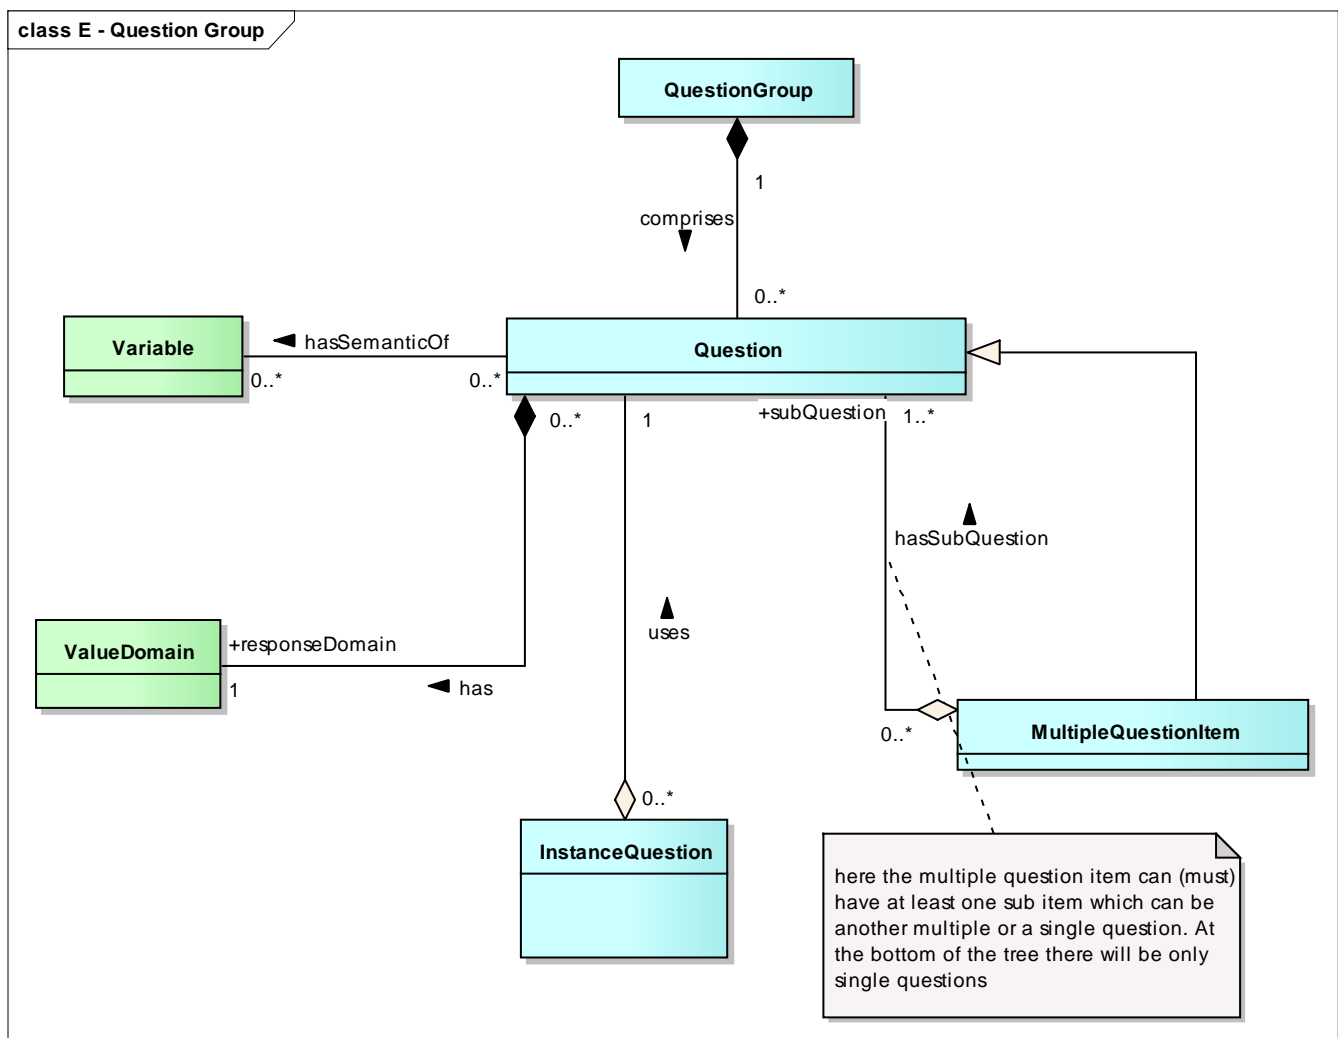 class E - Question Group
QuestionGroup
1
comprises
0..*
Variable
hasSemanticOf
0..*
0..*
Question
0..*
1
+subQuestion
1..*
hasSubQuestion
uses
ValueDomain
+responseDomain
1
has
0..*
MultipleQuestionItem
0..*
InstanceQuestion
here the multiple question item can (must)
have at least one sub item which can be
another multiple or a single question. At
the bottom of the tree there will be only
single questions